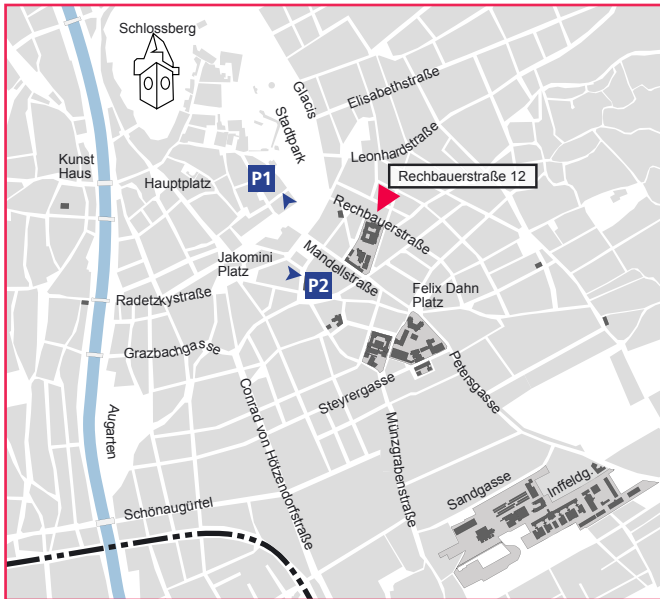 Schlossberg
Glacis
Elisabethstraße
Stadtpark
Leonhardstraße
Kunst
Haus
P1
Rechbauerstraße 12
Hauptplatz
Rechbauerstraße
Jakomini
Platz
Mandellstraße
P2
Felix Dahn
Platz
Radetzkystraße
Grazbachgasse
Petersgasse
Steyrergasse
Conrad von Hötzendorfstraße
Augarten
Münzgrabenstraße
Sandgasse
Inffeldg.
Schönaugürtel